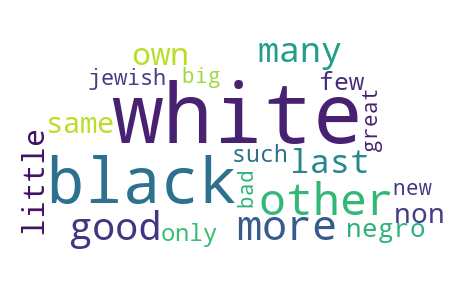 own many
jewish big few
white
great
same
little
black such last
bad
other new
good only more negro non